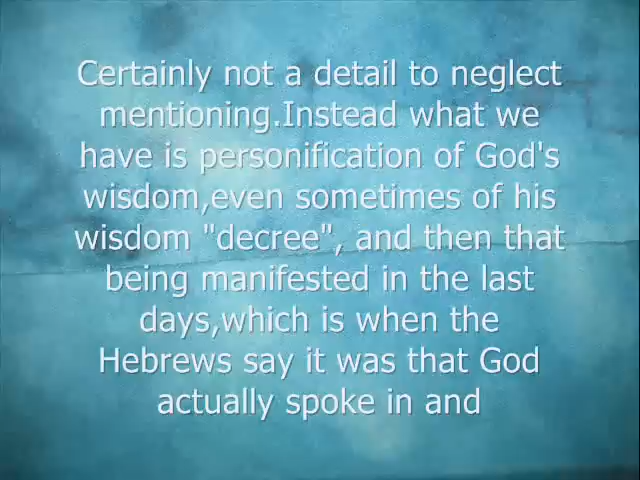 Certainly not a detail to neglect
mentioning.Instead what we
have is personification of God's
wisdom,even sometimes of his
wisdom "decree", and then that
being manifested in the last
days,which is when the
Hebrews say it was that God
actually spoke in and